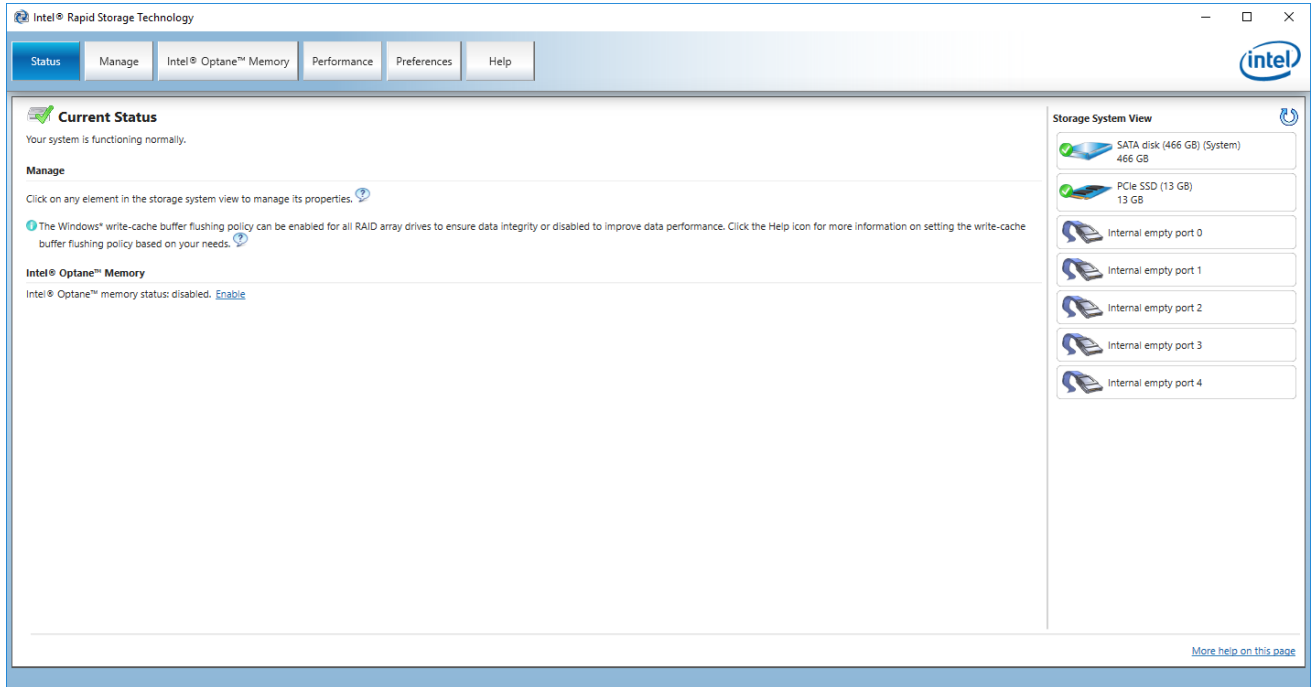 Intel® Rapid Storage Technology
Status
Manage
Intel® Optane™ Memory
Performance
Preferences
Help
intel
Current Status
Your system is functioning normally.
Manage
Click on any element in the storage system view to manage its properties. ?
The Windows* write-cache buffer flushing policy can be enabled for all RAID array drives to ensure data integrity or disabled to improve data performance. Click the Help icon for more information on setting the write-cache
buffer flushing policy based on your needs. ?
Intel® Optane™ Memory
Intel® Optane™ memory status: disabled. Enable
Storage System View
SATA disk (466 GB) (System)
466 GB
PCIe SSD (13 GB)
13 GB
Internal empty port 0
Internal empty port 1
Internal empty port 2
Internal empty port 3
Internal empty port 4
More help on this page